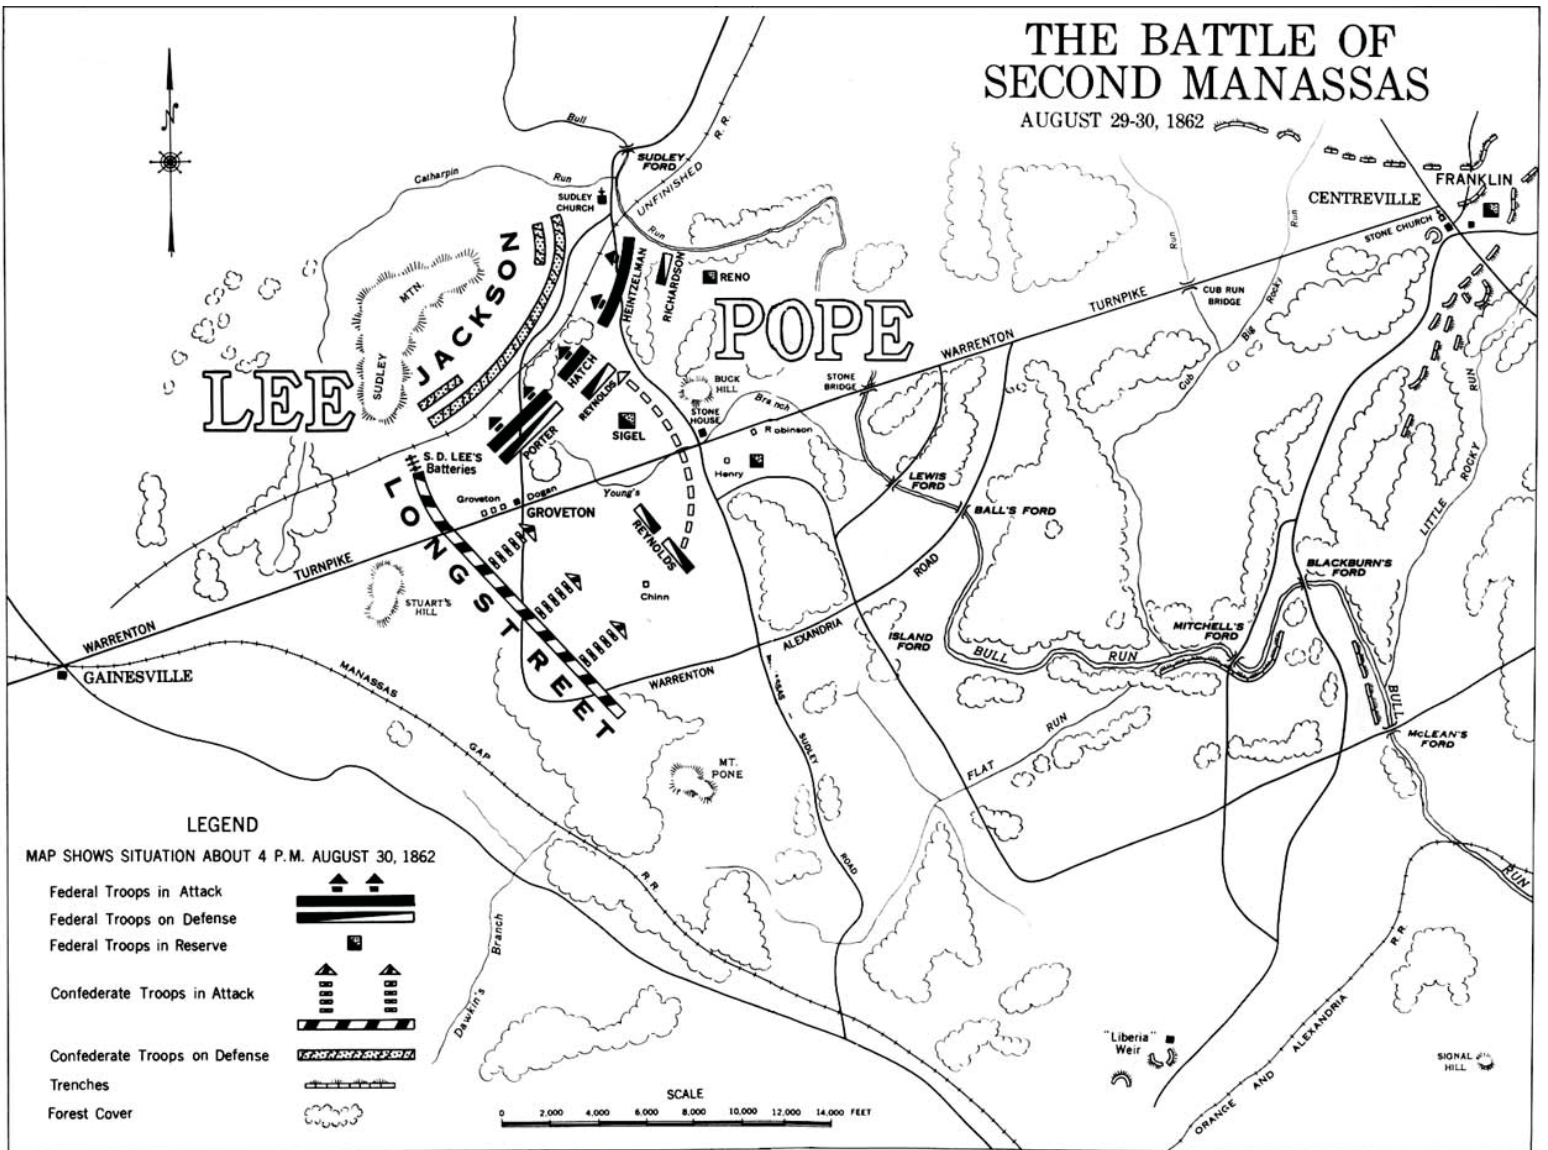 THE BATTLE OF
SECOND MANASSAS
AUGUST 29-30, 1862
N
Bull
SUDLEY
FORD
R. R.
UNFINISHED
Catharpin
Run
SUDLEY
CHURCH
Run
FRANKLIN
CENTREVILLE
STONE CHURCH
Run
Run
JACKSON
MTN.
SUDLEY
HEINTZELMAN
RICHARDSON
RENO
POPE
LEE
TURNPIKE
CUB RUN
BRIDGE
Rocky
Big
Cub
WARRENTON
HATCH
REYNOLDS
BUCK
HILL
STONE
BRIDGE
Branch
STONE
HOUSE
Robinson
SIGEL
PORTER
S. D. LEE'S
Batteries
Henry
LEWIS
FORD
RUN
ROCKY
LITTLE
Young's
Groveton
Dogan
GROVETON
BALL'S FORD
LONGSTREET
REYNOLDS
Chinn
TURNPIKE
STUART'S
HILL
ROAD
BLACKBURN'S
FORD
WARRENTON
ALEXANDRIA
ISLAND
FORD
MITCHELL'S
FORD
BULL
RUN
GAINESVILLE
MANASSAS
WARRENTON
SUDLEY
BULL
RUN
McLEAN'S
FORD
GAP
MT.
PONE
FLAT
ROAD
R. R.
RUN
LEGEND
MAP SHOWS SITUATION ABOUT 4 P.M. AUGUST 30, 1862
Federal Troops in Attack
Federal Troops on Defense
Federal Troops in Reserve
Confederate Troops in Attack
Confederate Troops on Defense
Trenches
Forest Cover
Branch
Dawkin's
R. R.
ALEXANDRIA
AND
ORANGE
"Liberia"
Weir
SIGNAL
HILL
SCALE
0 2,000 4,000 6,000 8,000 10,000 12,000 14,000 FEET